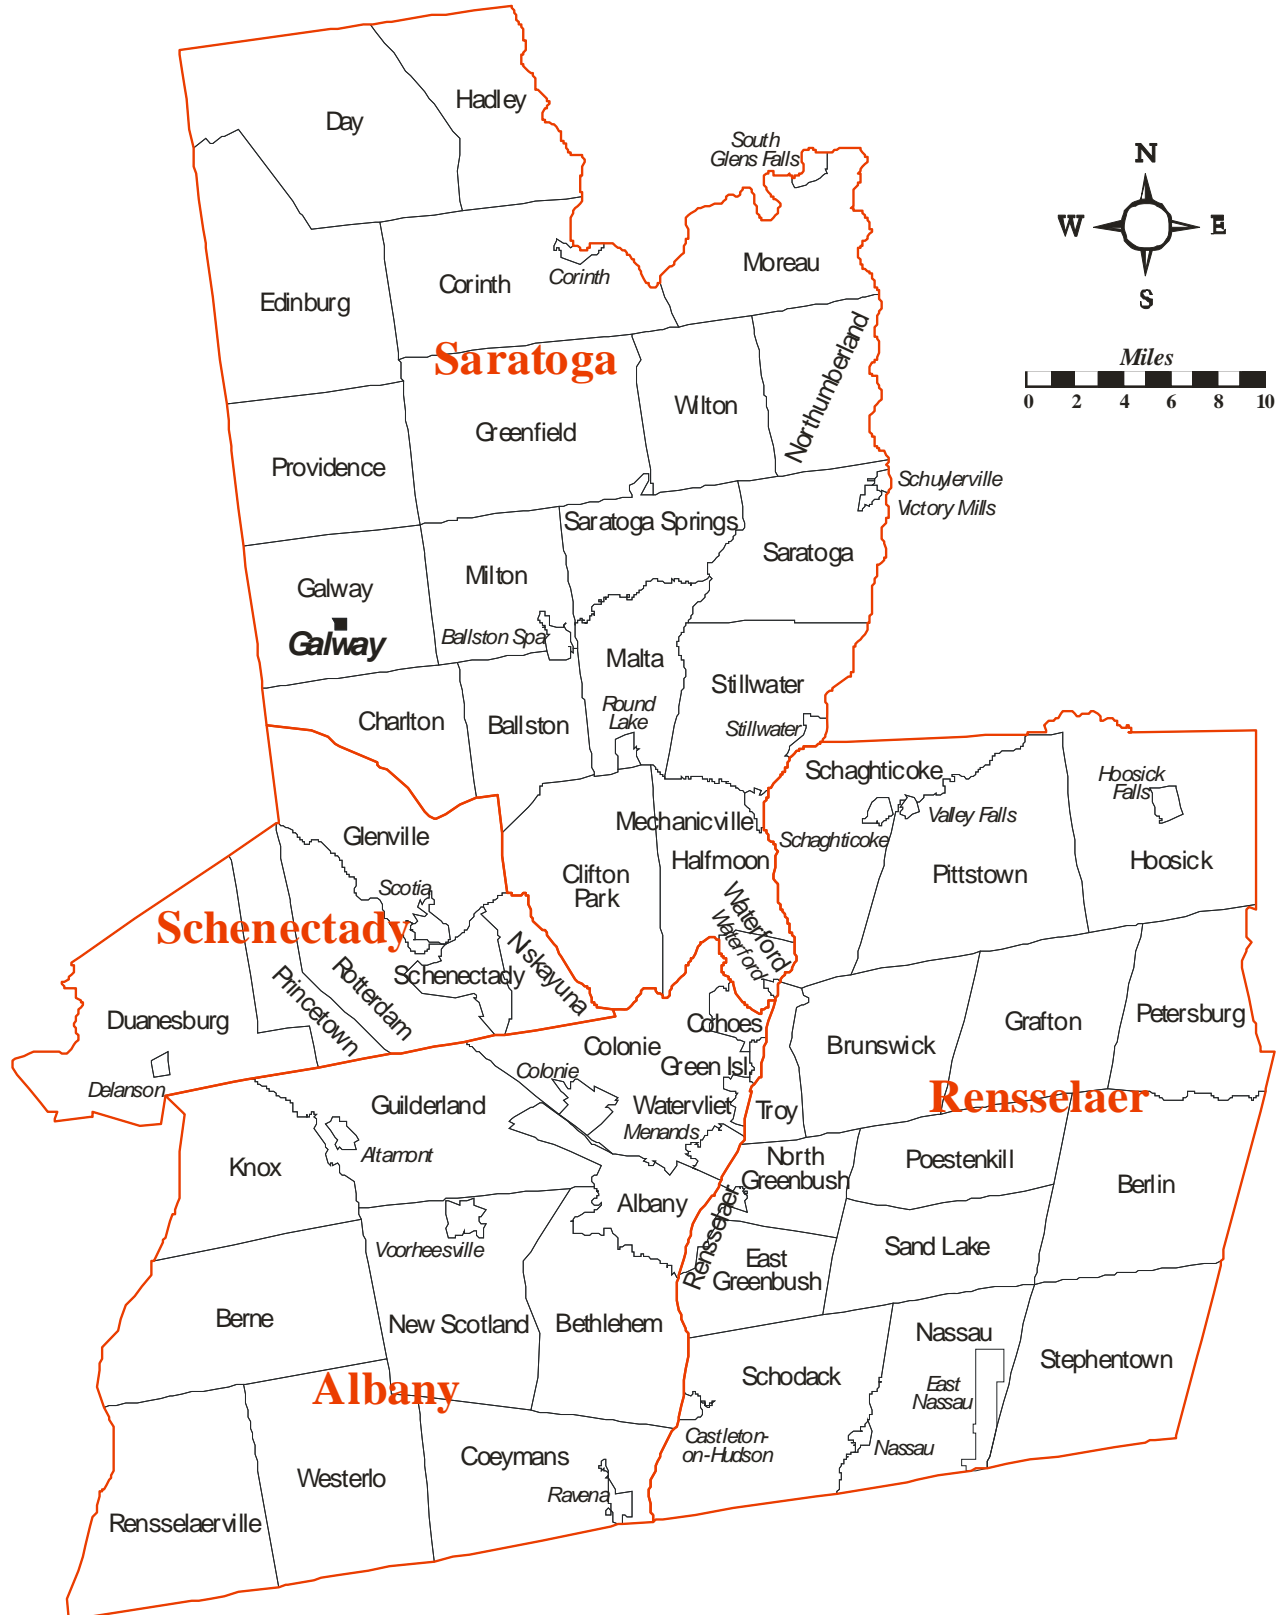 Hadley
Day
South
Glens Falls
N
W
E
S
Moreau
Corinth
Corinth
Edinburg
Northumberland
Saratoga
Miles
0 2 4 6 8 10
Wilton
Greenfield
Providence
Schuylerville
Victory Mills
Saratoga Springs
Saratoga
Milton
Galway
Galway
Ballston Spa
Malta
Stillwater
Round
Lake
Charlton
Ballston
Stillwater
Schaghticoke
Hoosick
Falls
Valley Falls
Mechanicville
Schaghticoke
Glenville
Halfmoon
Hoosick
Clifton
Park
Pittstown
Scotia
Waterford
Waterford
Schenectady
Niskayuna
Schenectady
Rotterdam
Princetown
Duanesburg
Cohoes
Petersburg
Grafton
Brunswick
Colonie
Green Isl.
Colonie
Delanson
Rensselaer
Guilderland
Watervliet
Troy
Menands
Altamont
Knox
North
Greenbush
Poestenkill
Berlin
Albany
Rensselaer
Voorheesville
Sand Lake
East
Greenbush
Berne
New Scotland
Bethlehem
Nassau
Stephentown
Schodack
Albany
East
Nassau
Castleton-
on-Hudson
Nassau
Coeymans
Westerlo
Ravena
Rensselaerville